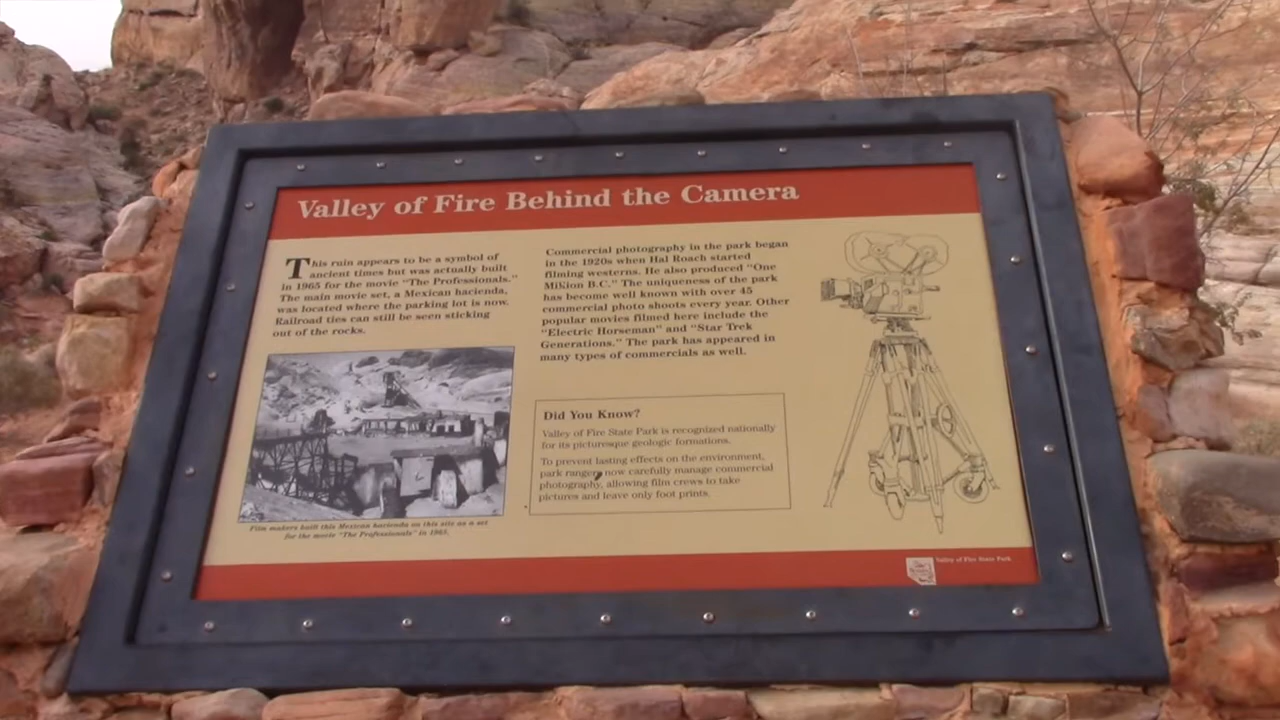 Valley of Fire Behind the Camera
This ruin appears to be a symbol of
ancient times but was actually built
in 1965 for the movie "The Professionals."
The main movie set, a Mexican hacienda,
was located where the parking lot is now.
Railroad ties can still be seen sticking
out of the rocks.
Film makers built this Mexican hacienda on this site as a set
for the movie "The Professionals" in 1965.
Commercial photography in the park began
in the 1920s when Hal Roach started
filming westerns. He also produced "One
Million B.C." The uniqueness of the park
has become well known with over 45
commercial photo shoots every year. Other
popular movies filmed here include the
"Electric Horseman" and "Star Trek
Generations." The park has appeared in
many types of commercials as well.
Did You Know?
Valley of Fire State Park is recognized nationally
for its picturesque geologic formations.
To prevent lasting effects on the environment,
park rangers now carefully manage commercial
photography, allowing film crews to take
pictures and leave only foot prints.
Valley of Fire State Park